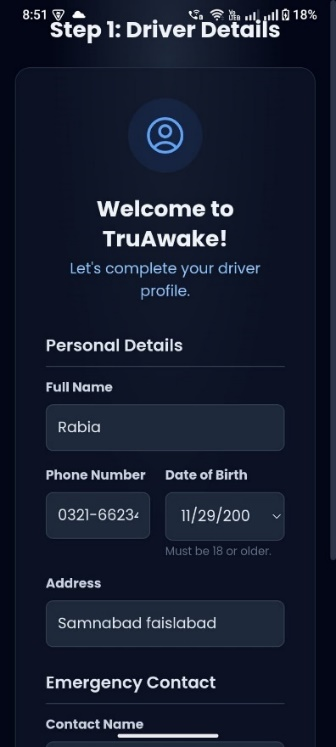 8:51 18%
Step 1: Driver Details
Welcome to
TruAwake!
Let's complete your driver
profile.
Personal Details
Full Name
Rabia
Phone Number Date of Birth
0321-6623 11/29/200
Must be 18 or older.
Address
Samnabad faislabad
Emergency Contact
Contact Name